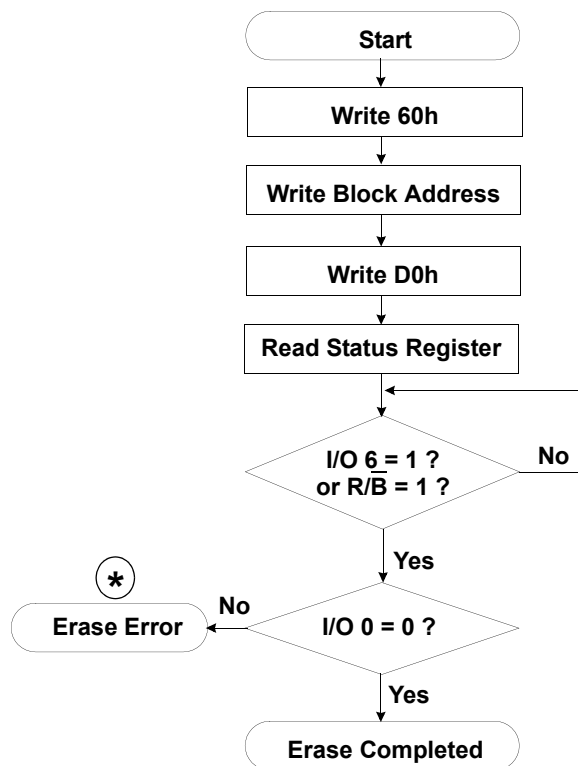 Start
Write 60h
Write Block Address
Write D0h
Read Status Register
I/O 6 = 1 ?
or R/B̅ = 1 ?
No
Yes
*
No
Erase Error
I/O 0 = 0 ?
Yes
Erase Completed